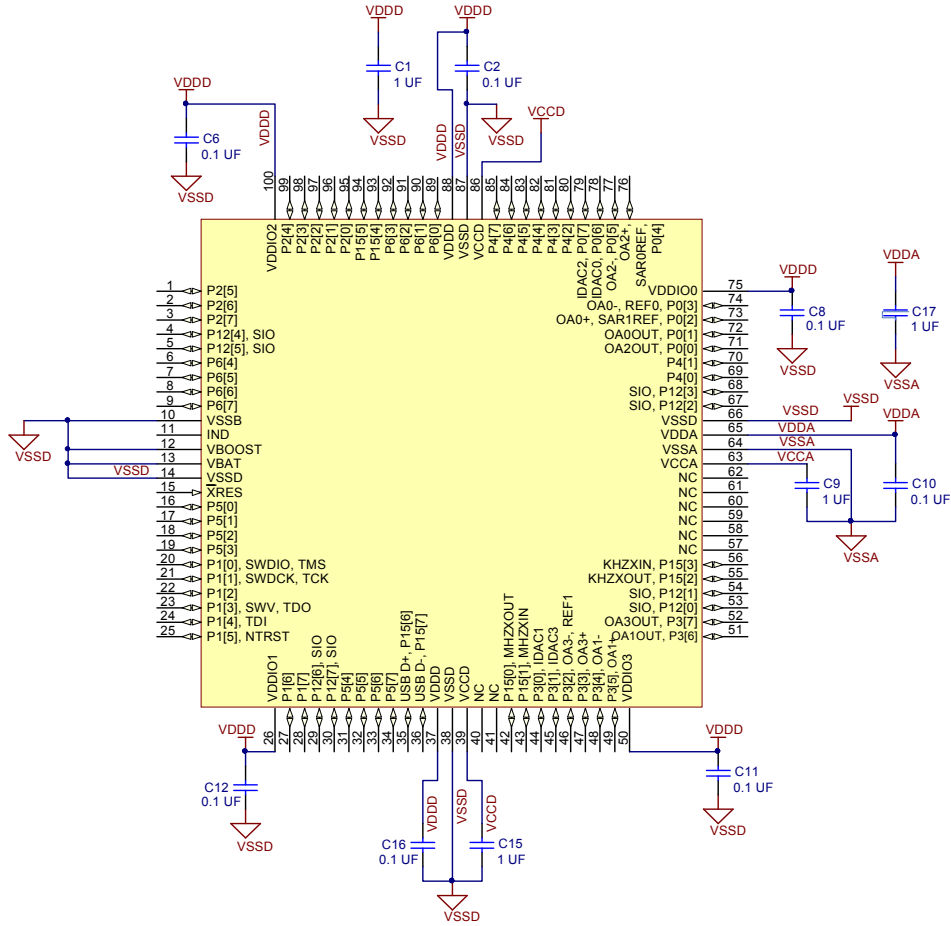 VDDD
VDDD
C1
1 UF
C2
0.1 UF
VDDD
VCCD
C6
0.1 UF
VDDD
VDDD
VSSD
VSSD
VSSD
VSSD
100
99
98
97
96
95
94
93
92
91
90
89
88
87
86
85
84
83
82
81
80
79
78
77
76
VDDIO2
P2[4]
P2[3]
P2[2]
P2[1]
P2[0]
P15[5]
P15[4]
P6[3]
P6[2]
P6[1]
P6[0]
VDDD
VSSD
VCCD
P4[7]
P4[6]
P4[5]
P4[4]
P4[3]
P4[2]
IDAC2, P0[7]
IDAC0, P0[6]
OA2-, P0[5]
OA2+,
SAR0REF,
P0[4]
1 P2[5]
2 P2[6]
3 P2[7]
4 P12[4], SIO
5 P12[5], SIO
6 P6[4]
7 P6[5]
8 P6[6]
9 P6[7]
10 VSSB
11 IND
12 VBOOST
13 VBAT
14 VSSD
15 XRES
16 P5[0]
17 P5[1]
18 P5[2]
19 P5[3]
20 P1[0], SWDIO, TMS
21 P1[1], SWDCK, TCK
22 P1[2]
23 P1[3], SWV, TDO
24 P1[4], TDI
25 P1[5], NTRST
VSSD
VSSD
VDDIO0 75
OA0-, REF0, P0[3] 74
OA0+, SAR1REF, P0[2] 73
OA0OUT, P0[1] 72
OA2OUT, P0[0] 71
P4[1] 70
P4[0] 69
SIO, P12[3] 68
SIO, P12[2] 67
VSSD 66
VDDA 65
VSSA 64
VCCA 63
NC 62
NC 61
NC 60
NC 59
NC 58
NC 57
KHZXIN, P15[3] 56
KHZXOUT, P15[2] 55
SIO, P12[1] 54
SIO, P12[0] 53
OA3OUT, P3[7] 52
OA1OUT, P3[6] 51
VDDD
C8
0.1 UF
VSSD
VDDA
C17
1 UF
VSSA
VSSD
VSSD
VDDA
VDDA
VSSA
VCCA
C9
1 UF
C10
0.1 UF
VSSA
VDDIO1
P1[6]
P1[7]
P12[6], SIO
P12[7], SIO
P5[4]
P5[5]
P5[6]
P5[7]
USB D+, P15[6]
USB D-, P15[7]
VDDD
VSSD
VCCD
NC
NC
P15[0], MHZXOUT
P15[1], MHZXIN
P3[0], IDAC1
P3[1], IDAC3
P3[2], OA3-, REF1
P3[3], OA3+
P3[4], OA1-
P3[5], OA1+
VDDIO3
26
27
28
29
30
31
32
33
34
35
36
37
38
39
40
41
42
43
44
45
46
47
48
49
50
VDDD
C12
0.1 UF
VSSD
VDDD
VSSD
VCCD
C16
0.1 UF
C15
1 UF
VSSD
VDDD
C11
0.1 UF
VSSD